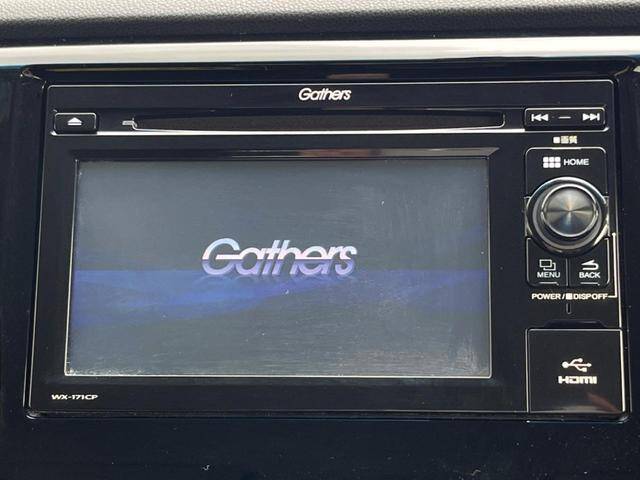 Gathers
■画質
HOME
Gathers
MENU
BACK
POWER/■DISP OFF
WX-171CP
HDMI